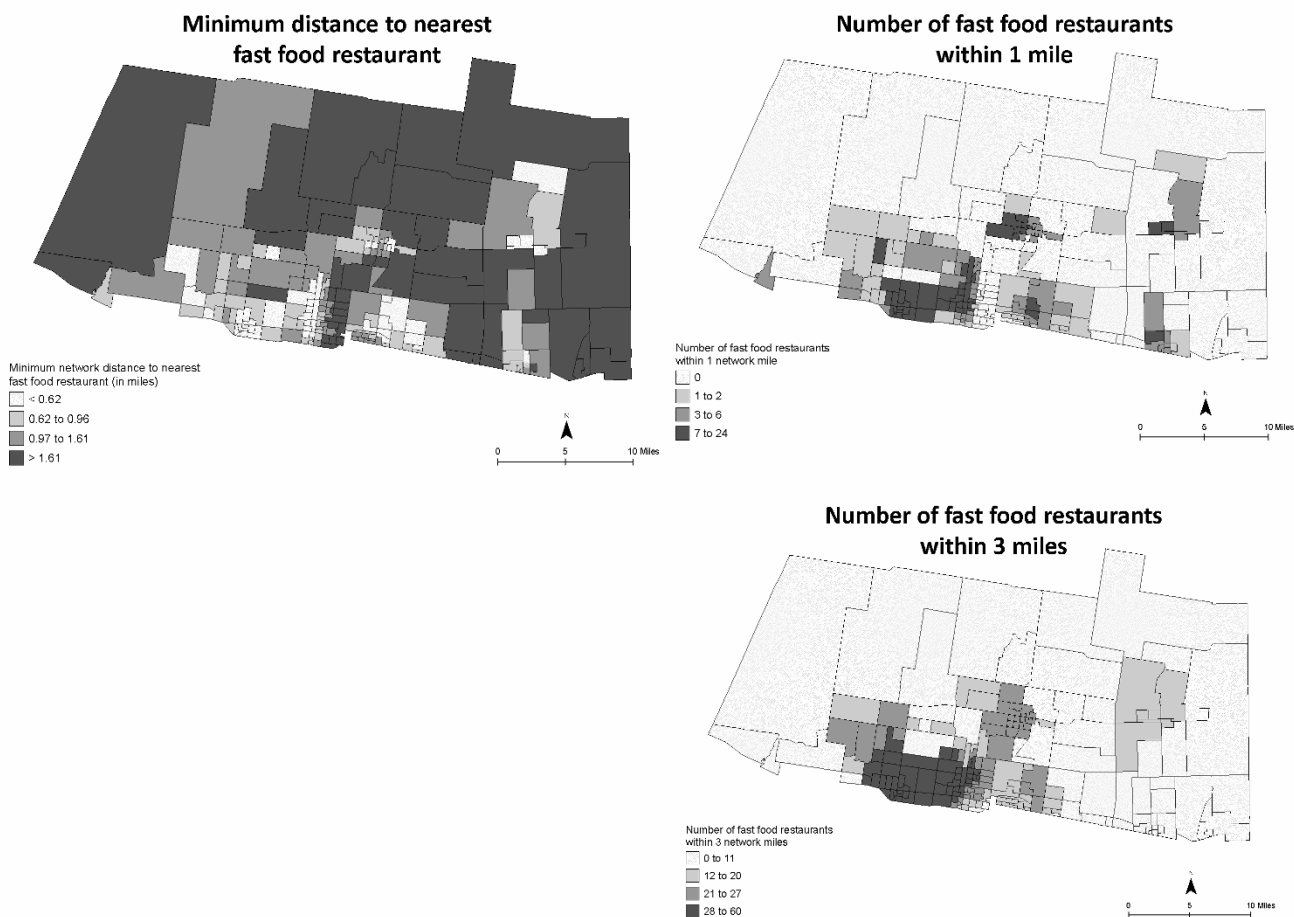 Minimum distance to nearest
fast food restaurant
Minimum network distance to nearest
fast food restaurant (in miles)
< 0.62
0.62 to 0.96
0.97 to 1.61
> 1.61
N
0 5 10 Miles
Number of fast food restaurants
within 1 mile
Number of fast food restaurants
within 1 network mile
0
1 to 2
3 to 6
7 to 24
N
0 5 10 Miles
Number of fast food restaurants
within 3 miles
Number of fast food restaurants
within 3 network miles
0 to 11
12 to 20
21 to 27
28 to 60
N
0 5 10 Miles